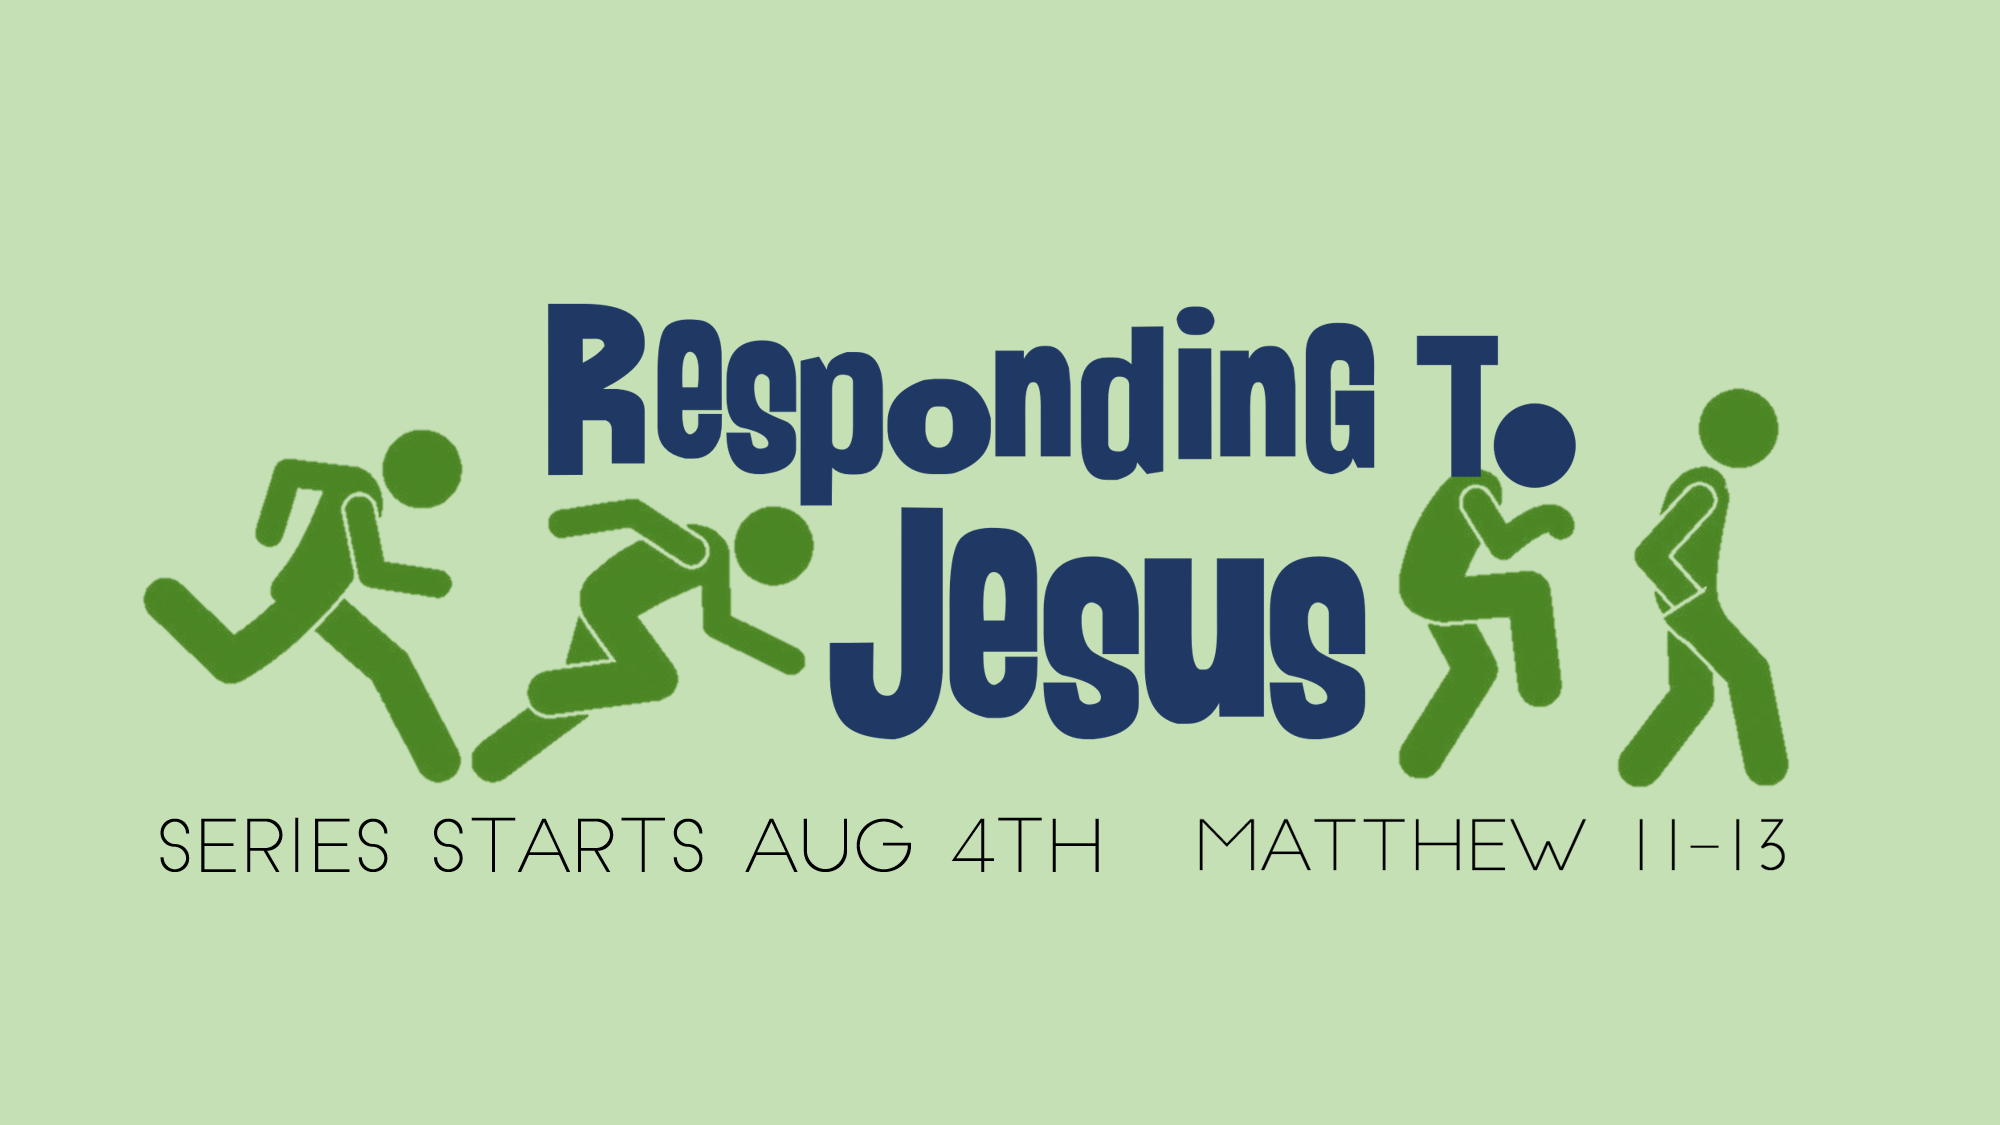 Responding To
Jesus
SERIES STARTS AUG 4TH MATTHEW 11-13